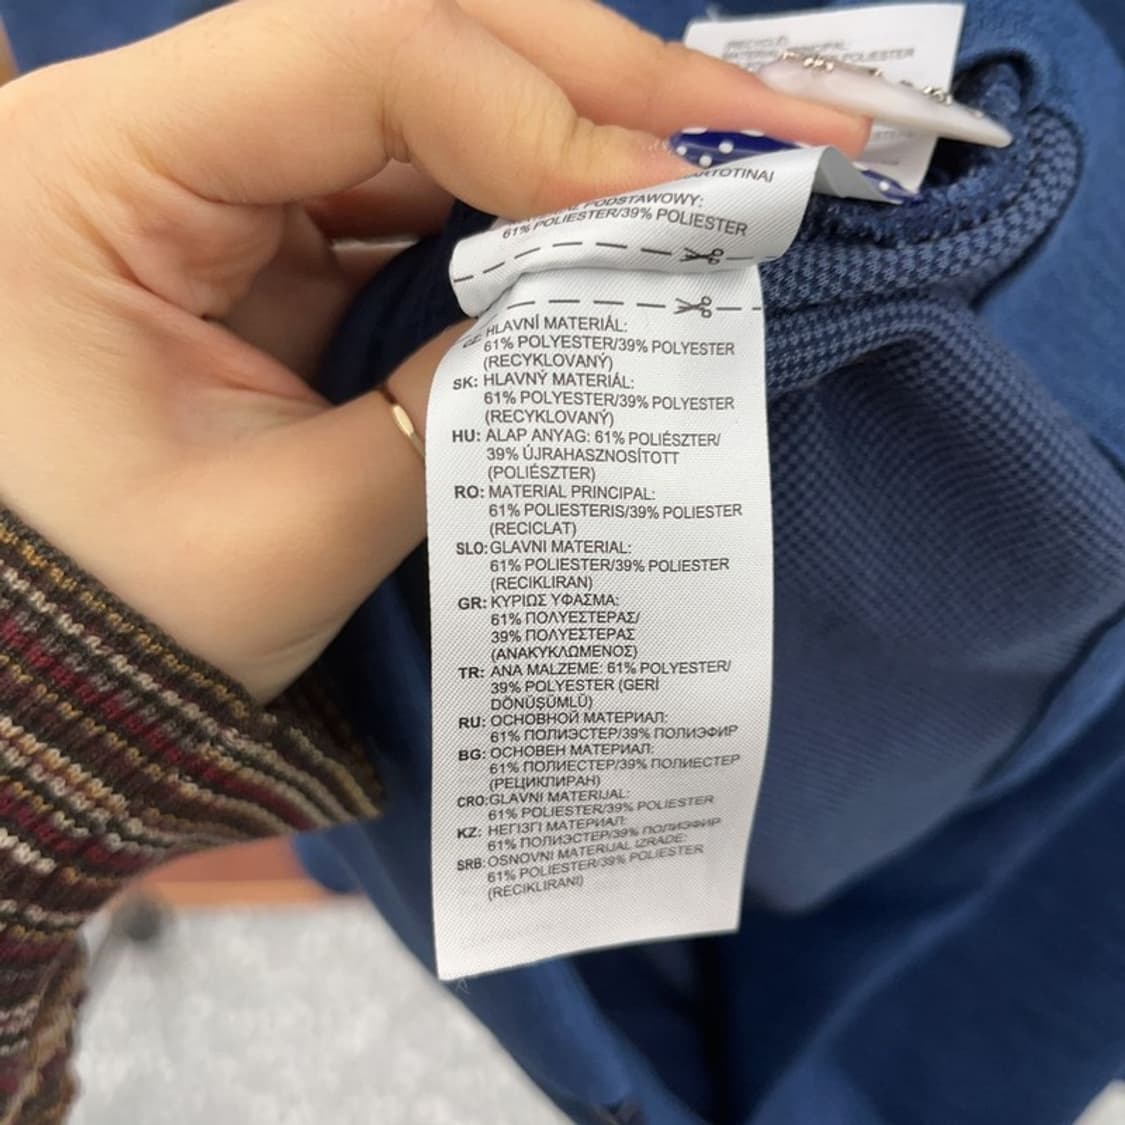 POLIESTER
PODSTAWOWY:
61% POLIESTER/39% POLIESTER
HLAVNÍ MATERIÁL:
61% POLYESTER/39% POLYESTER
(RECYKLOVANÝ)
SK: HLAVNÝ MATERIÁL:
61% POLYESTER/39% POLYESTER
(RECYKLOVANÝ)
HU: ALAP ANYAG: 61% POLIÉSZTER/
39% ÚJRAHASZNOSÍTOTT
(POLIÉSZTER)
RO: MATERIAL PRINCIPAL:
61% POLIESTERIS/39% POLIESTER
(RECICLAT)
SLO: GLAVNI MATERIAL:
61% POLIESTER/39% POLIESTER
(RECIKLIRAN)
GR: ΚΥΡΙΩΣ ΥΦΑΣΜΑ:
61% ΠΟΛΥΕΣΤΕΡΑΣ/
39% ΠΟΛΥΕΣΤΕΡΑΣ
(ΑΝΑΚΥΚΛΩΜΕΝΟΣ)
TR: ANA MALZEME: 61% POLYESTER/
39% POLYESTER (GERİ
DÖNÜŞÜMLÜ)
RU: ОСНОВНОЙ МАТЕРИАЛ:
61% ПОЛИЭСТЕР/39% ПОЛИЭФИР
BG: ОСНОВЕН МАТЕРИАЛ:
61% ПОЛИЕСТЕР/39% ПОЛИЕСТЕР
(РЕЦИКЛИРАН)
CRO: GLAVNI MATERIJAL:
61% POLIESTER/39% POLIESTER
KZ: НЕГІЗГІ МАТЕРИАЛ:
61% ПОЛИЭСТЕР/39% ПОЛИЭФИР
SRB: OSNOVNI MATERIJAL IZRADE:
61% POLIESTER/39% POLIESTER
(RECIKLIRANI)